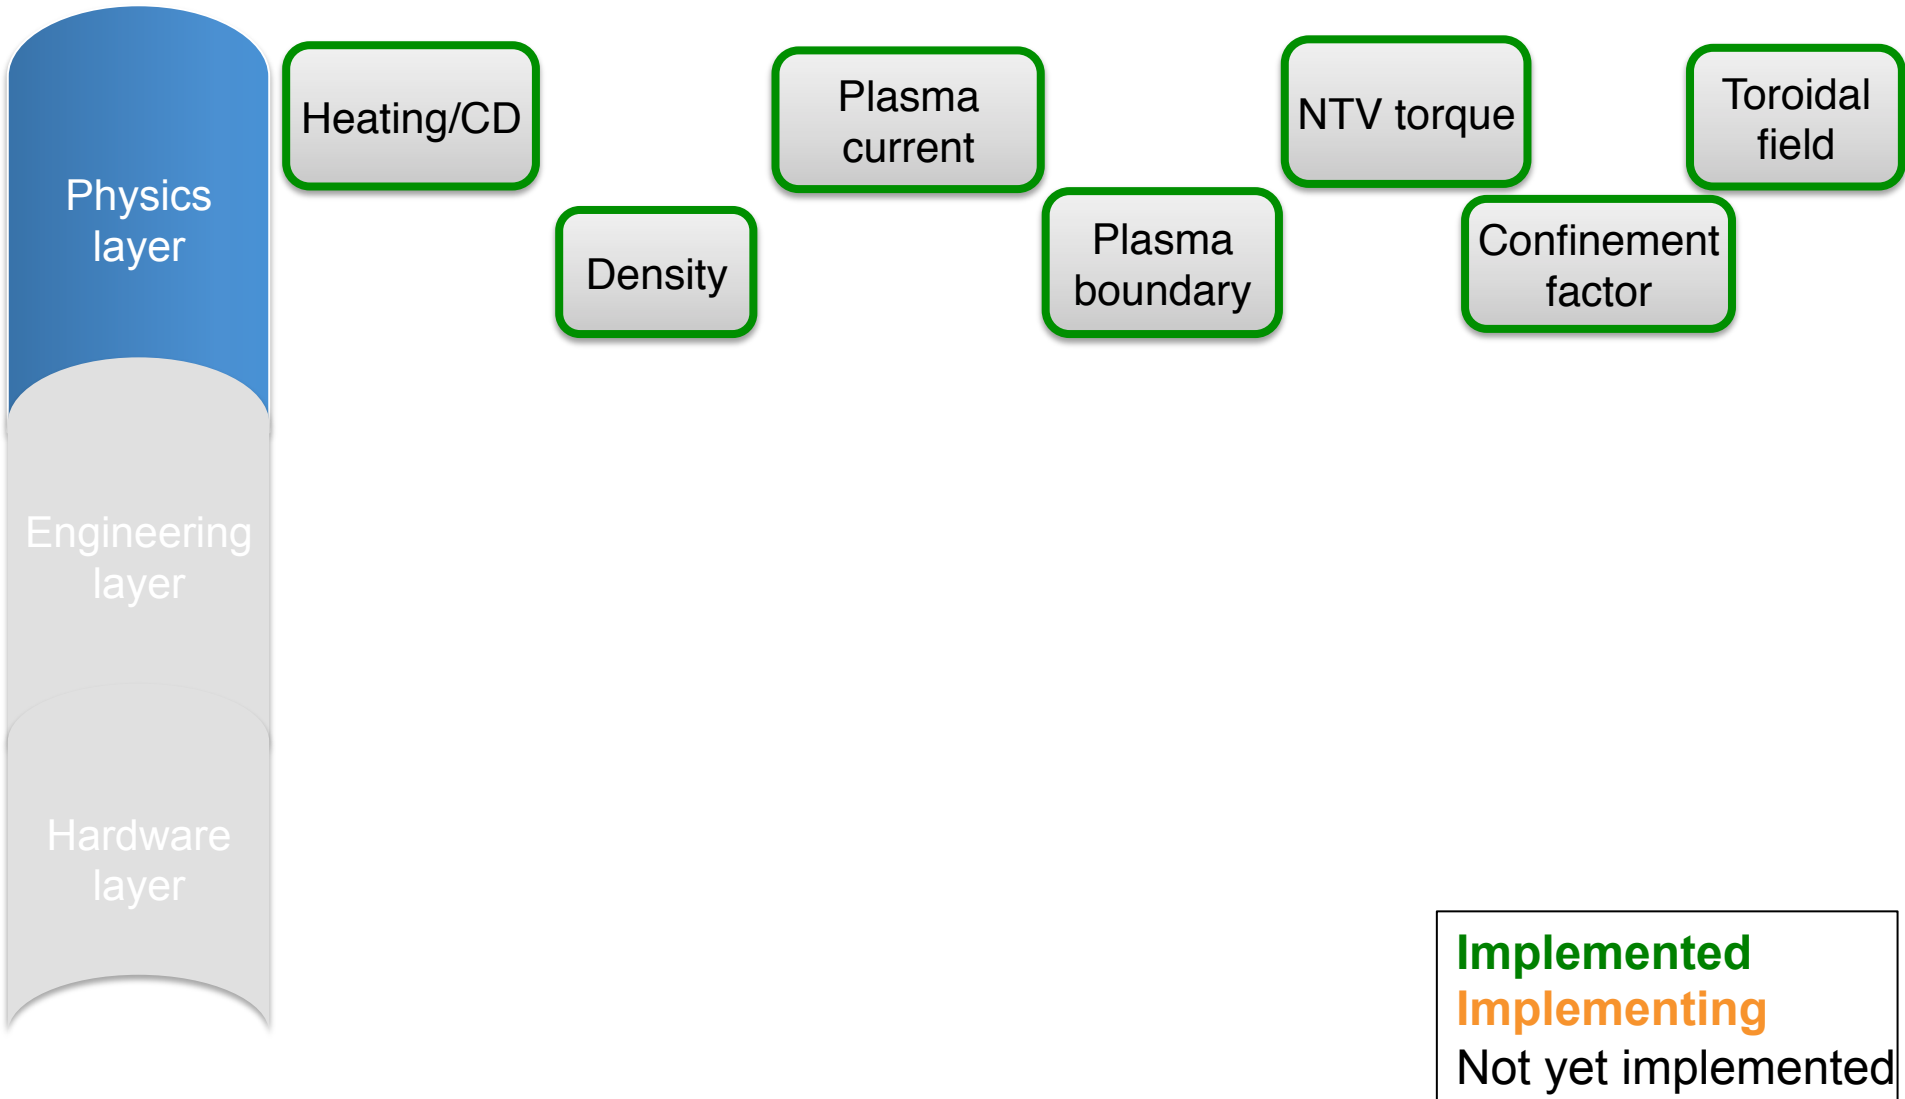 Physics
layer
Engineering
layer
Hardware
layer
Heating/CD
Density
Plasma
current
Plasma
boundary
NTV torque
Confinement
factor
Toroidal
field
Implemented
Implementing
Not yet implemented